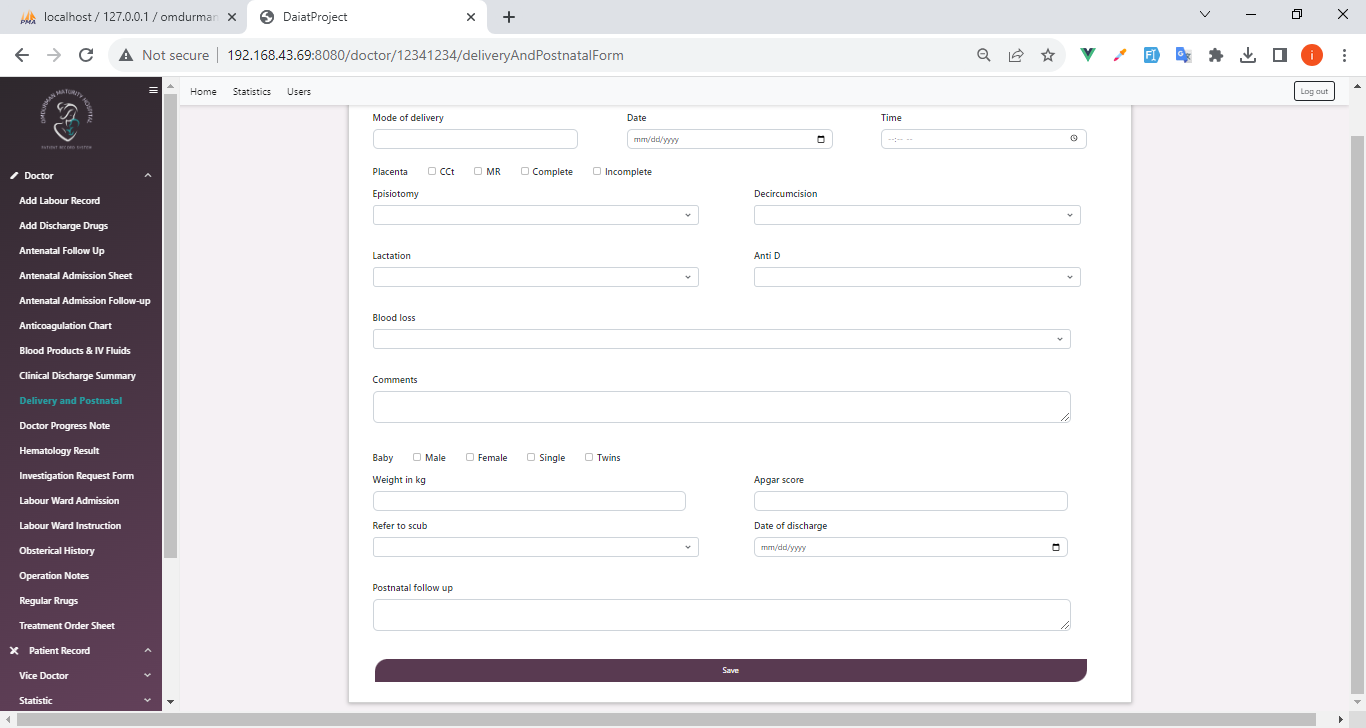 localhost / 127.0.0.1 / omdurman
DaiatProject
Not secure
192.168.43.69:8080/doctor/12341234/deliveryAndPostnatalForm
i
OMDURMAN MATURITY HOSPITAL
PATIENT RECORD SYSTEM
Home Statistics Users
Log out
Doctor
Add Labour Record
Add Discharge Drugs
Antenatal Follow Up
Antenatal Admission Sheet
Antenatal Admission Follow-up
Anticoagulation Chart
Blood Products & IV Fluids
Clinical Discharge Summary
Delivery and Postnatal
Doctor Progress Note
Hematology Result
Investigation Request Form
Labour Ward Admission
Labour Ward Instruction
Obsterical History
Operation Notes
Regular Rrugs
Treatment Order Sheet
Patient Record
Vice Doctor
Statistic
Mode of delivery Date Time
mm/dd/yyyy --:-- --
Placenta CCt MR Complete Incomplete
Episiotomy Decircumcision
Lactation Anti D
Blood loss
Comments
Baby Male Female Single Twins
Weight in kg Apgar score
Refer to scub Date of discharge
mm/dd/yyyy
Postnatal follow up
Save